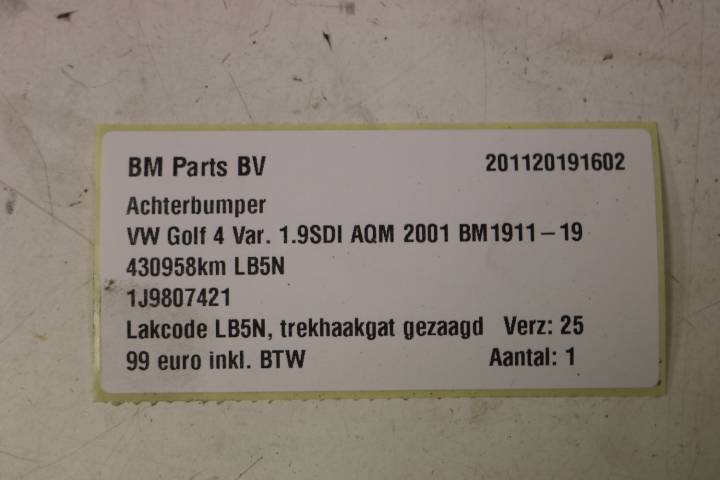 BM Parts BV 201120191602
Achterbumper
VW Golf 4 Var. 1.9SDI AQM 2001 BM1911-19
430958km LB5N
1J9807421
Lakcode LB5N, trekhaakgat gezaagd Verz: 25
99 euro inkl. BTW Aantal: 1